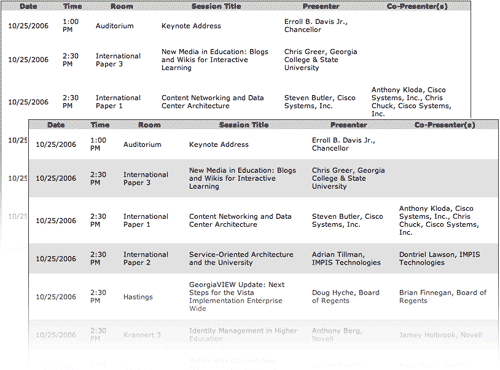 Date Time Room Session Title Presenter Co-Presenter(s)
10/25/2006 1:00 PM Auditorium Keynote Address Erroll B. Davis Jr., Chancellor
10/25/2006 2:30 PM International Paper 3 New Media in Education: Blogs and Wikis for Interactive Learning Chris Greer, Georgia College & State University
10/25/2006 2:30 PM International Paper 1 Content Networking and Data Center Architecture Steven Butler, Cisco Systems, Inc. Anthony Kloda, Cisco Systems, Inc., Chris Chuck, Cisco Systems, Inc.
Date Time Room Session Title Presenter Co-Presenter(s)
10/25/2006 1:00 PM Auditorium Keynote Address Erroll B. Davis Jr., Chancellor
10/25/2006 2:30 PM International Paper 3 New Media in Education: Blogs and Wikis for Interactive Learning Chris Greer, Georgia College & State University
10/25/2006 2:30 PM International Paper 1 Content Networking and Data Center Architecture Steven Butler, Cisco Systems, Inc. Anthony Kloda, Cisco Systems, Inc., Chris Chuck, Cisco Systems, Inc.
10/25/2006 2:30 PM International Paper 2 Service-Oriented Architecture and the University Adrian Tillman, IMPIS Technologies Dontriel Lawson, IMPIS Technologies
10/25/2006 2:30 PM Hastings GeorgiaVIEW Update: Next Steps for the Vista Implementation Enterprise Wide Doug Hyche, Board of Regents Brian Finnegan, Board of Regents
10/25/2006 2:30 PM Krannert 3 Identity Management in Higher Education Anthony Berg, Novell Jamey Holbrook, Novell